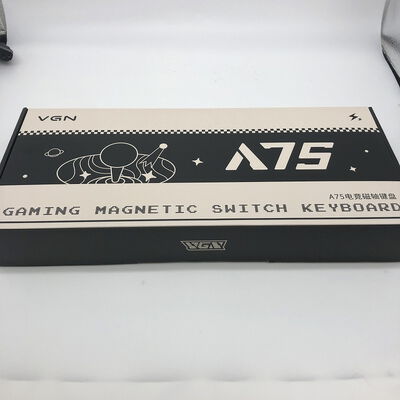 VGN
A75
A75电竞磁轴键盘
GAMING MAGNETIC SWITCH KEYBOARD
VGN